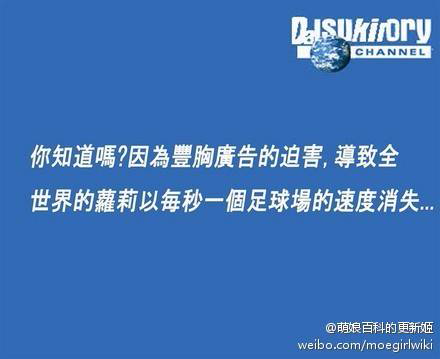 DaisukiRory
CHANNEL
你知道嗎?因為豐胸廣告的迫害,導致全
世界的蘿莉以每秒一個足球場的速度消失...
@萌娘百科的更新姬
weibo.com/moegirlwiki